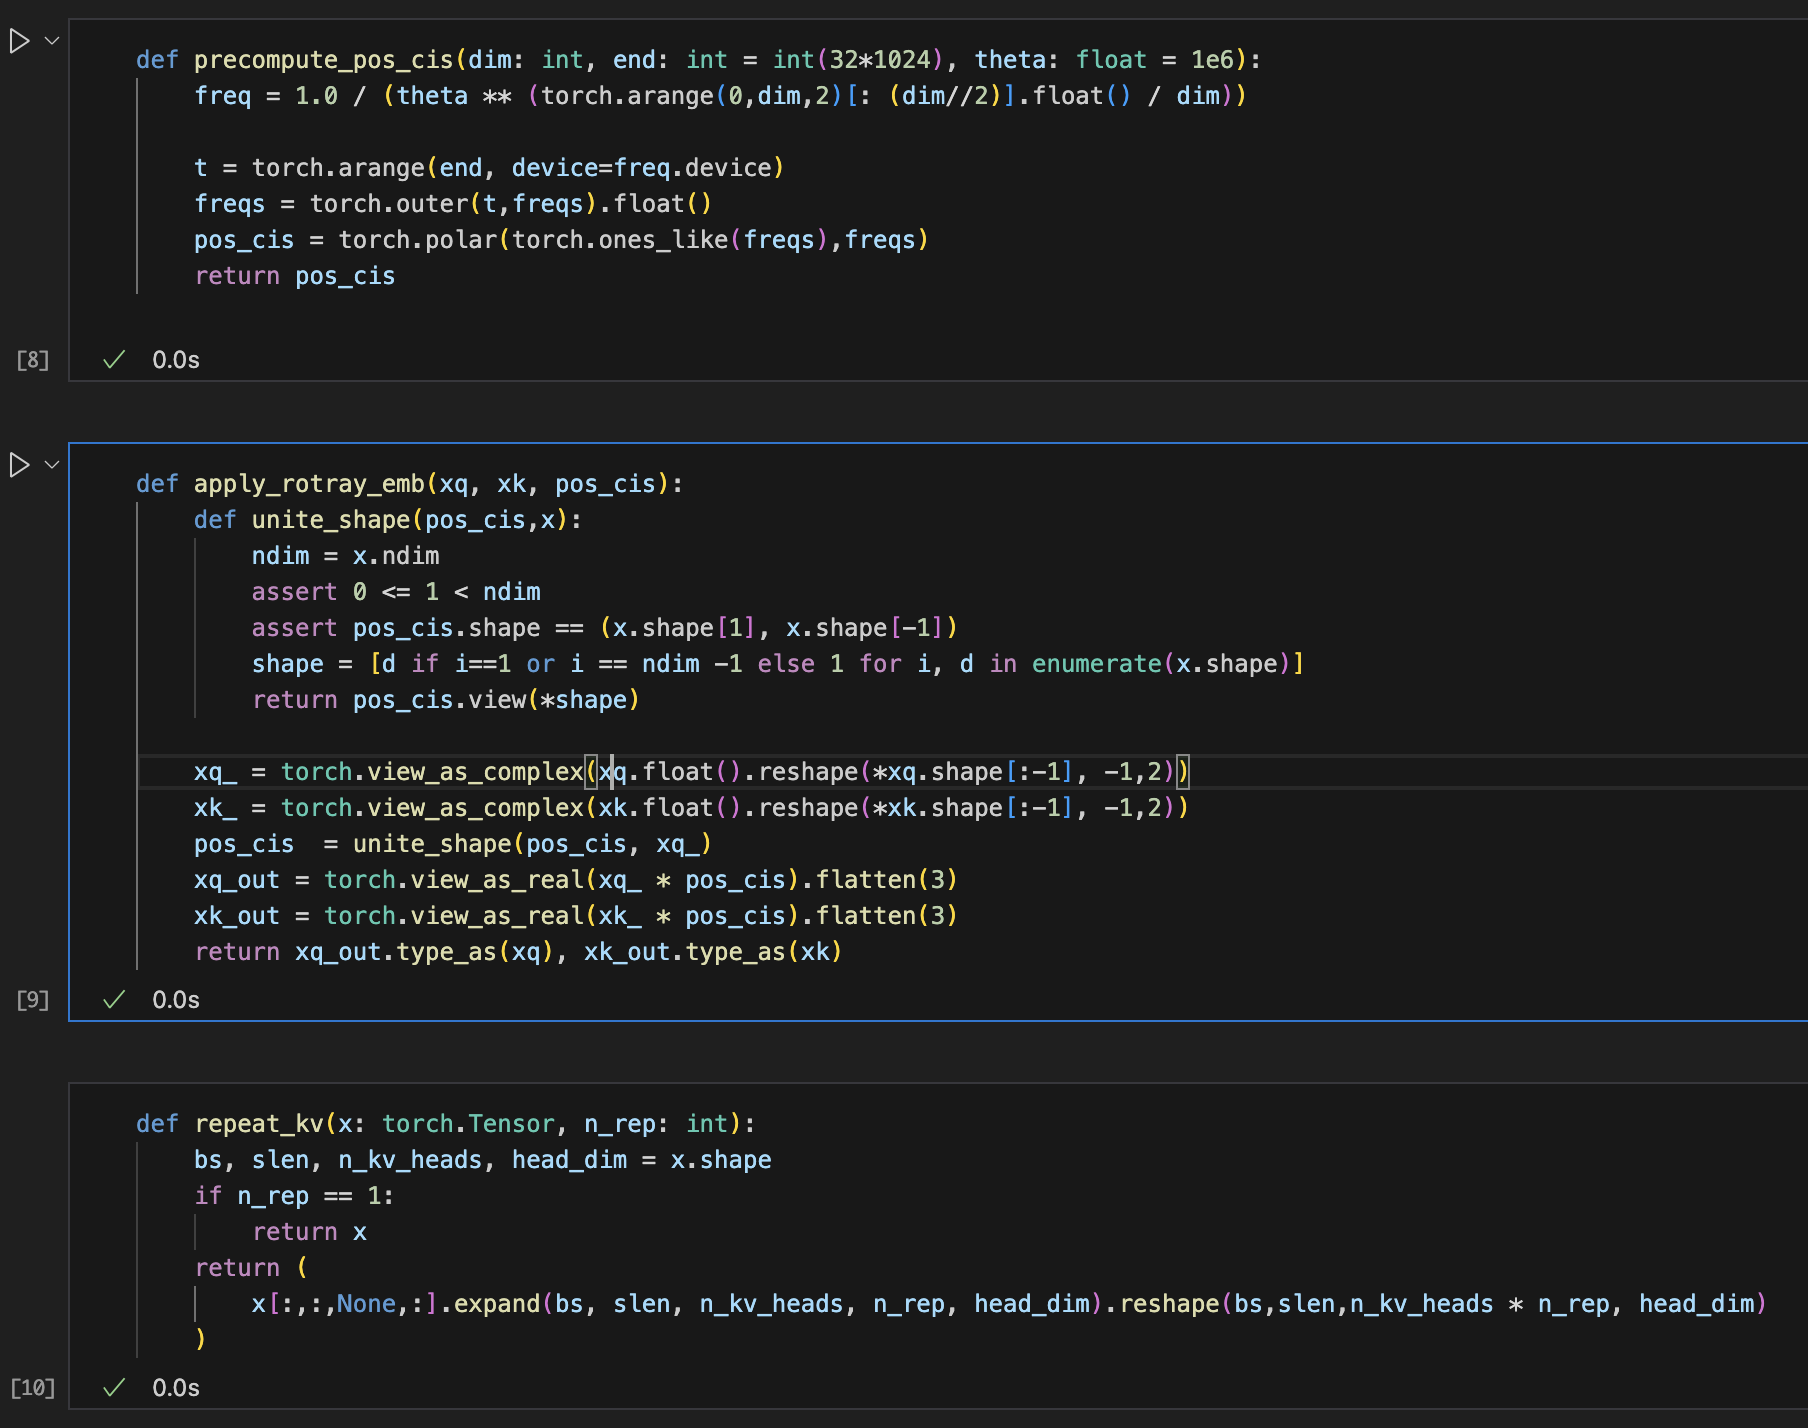 def precompute_pos_cis(dim: int, end: int = int(32*1024), theta: float = 1e6):
    freq = 1.0 / (theta ** (torch.arange(0,dim,2)[: (dim//2)].float() / dim))
    t = torch.arange(end, device=freq.device)
    freqs = torch.outer(t,freqs).float()
    pos_cis = torch.polar(torch.ones_like(freqs),freqs)
    return pos_cis
[8] ✓ 0.0s
def apply_rotray_emb(xq, xk, pos_cis):
    def unite_shape(pos_cis,x):
        ndim = x.ndim
        assert 0 <= 1 < ndim
        assert pos_cis.shape == (x.shape[1], x.shape[-1])
        shape = [d if i==1 or i == ndim -1 else 1 for i, d in enumerate(x.shape)]
        return pos_cis.view(*shape)
    xq_ = torch.view_as_complex(xq.float().reshape(*xq.shape[:-1], -1,2))
    xk_ = torch.view_as_complex(xk.float().reshape(*xk.shape[:-1], -1,2))
    pos_cis  = unite_shape(pos_cis, xq_)
    xq_out = torch.view_as_real(xq_ * pos_cis).flatten(3)
    xk_out = torch.view_as_real(xk_ * pos_cis).flatten(3)
    return xq_out.type_as(xq), xk_out.type_as(xk)
[9] ✓ 0.0s
def repeat_kv(x: torch.Tensor, n_rep: int):
    bs, slen, n_kv_heads, head_dim = x.shape
    if n_rep == 1:
        return x
    return (
        x[:,:,None,:].expand(bs, slen, n_kv_heads, n_rep, head_dim).reshape(bs,slen,n_kv_heads * n_rep, head_dim)
    )
[10] ✓ 0.0s